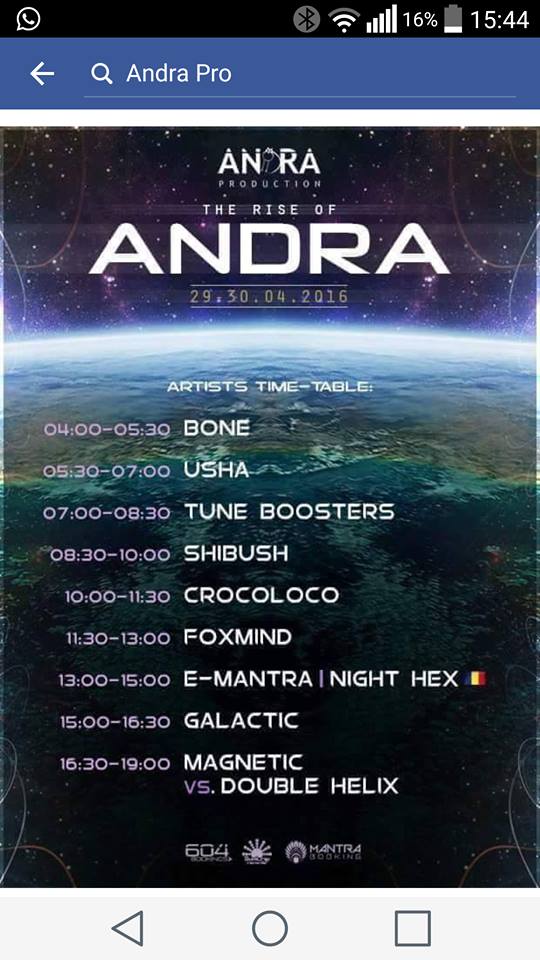 16% 15:44
Andra Pro
ANDRA
PRODUCTION
THE RISE OF
ANDRA
29.30.04.2016
ARTISTS TIME-TABLE:
04:00-05:30 BONE
05:30-07:00 USHA
07:00-08:30 TUNE BOOSTERS
08:30-10:00 SHIBUSH
10:00-11:30 CROCOLOCO
11:30-13:00 FOXMIND
13:00-15:00 E-MANTRA | NIGHT HEX
15:00-16:30 GALACTIC
16:30-19:00 MAGNETIC
VS. DOUBLE HELIX
604 MANTRA
BOOKINGS BOOKING